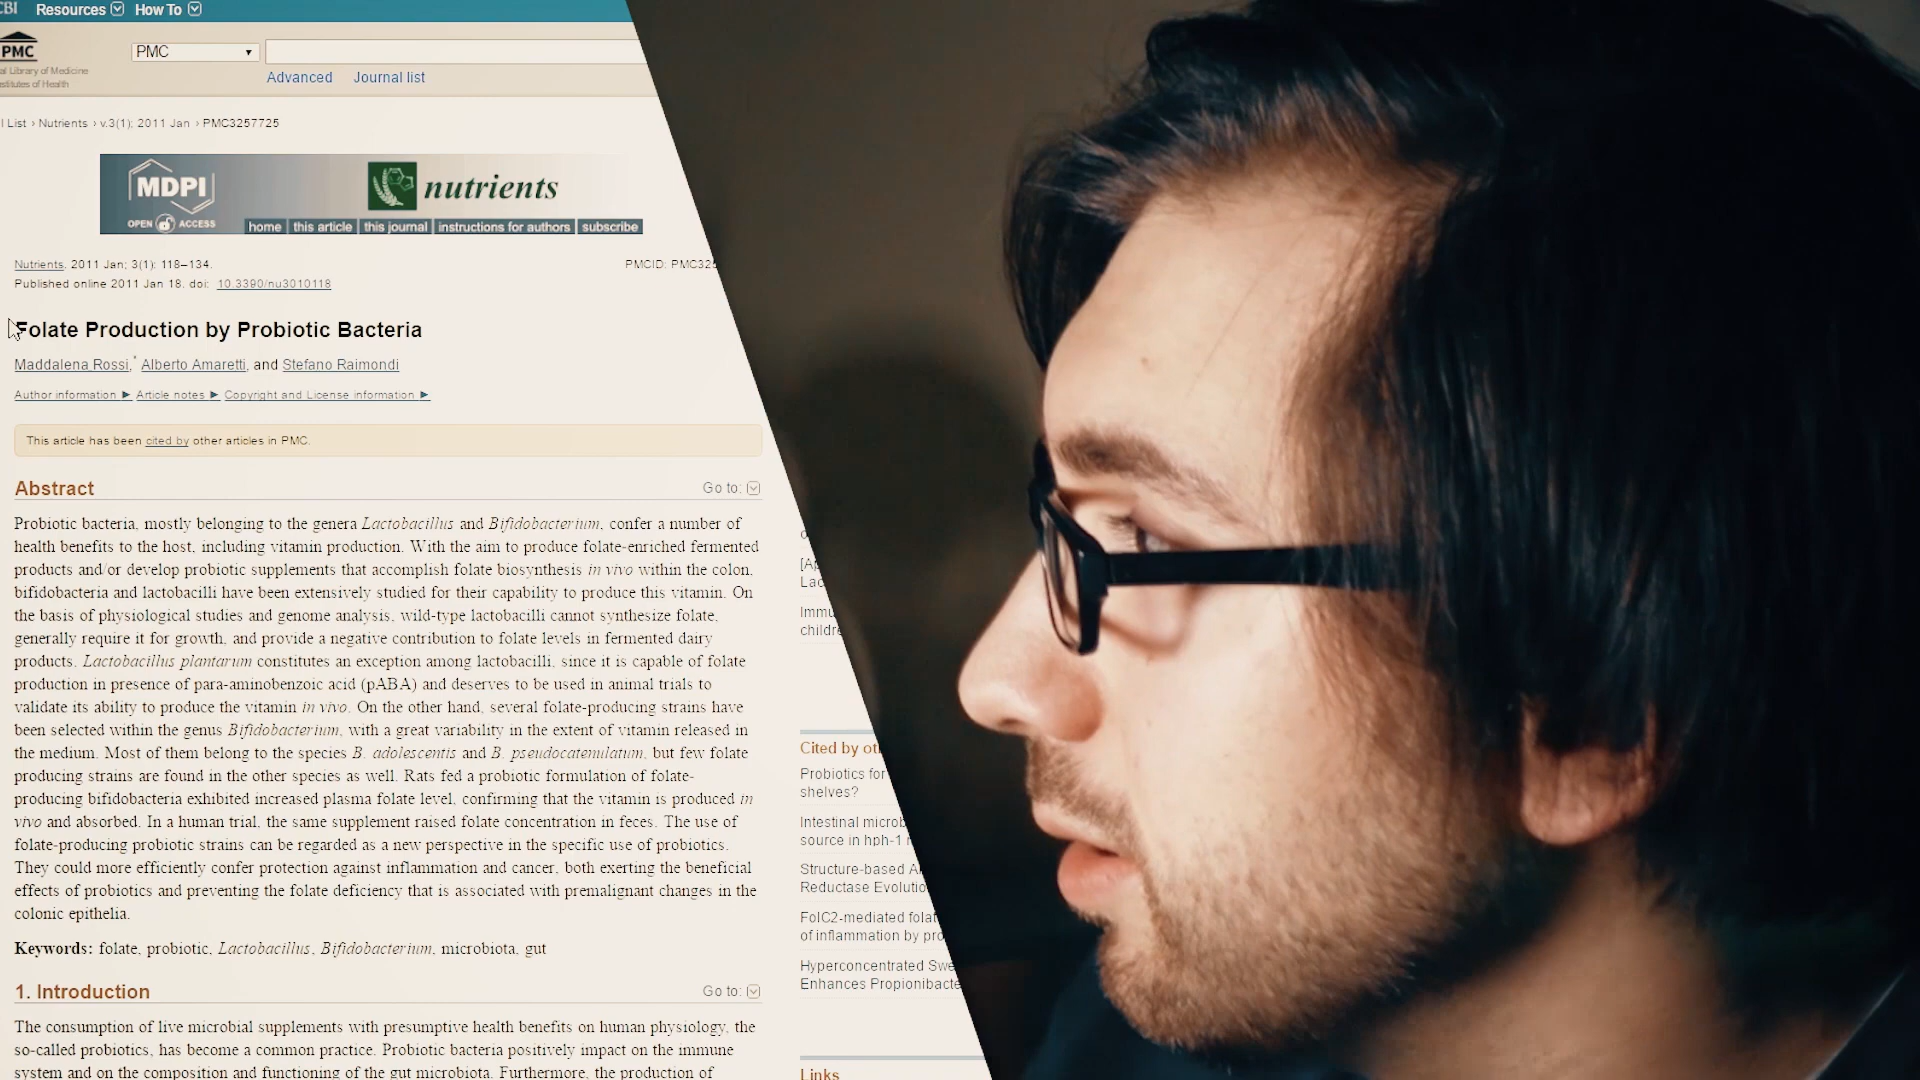 CBI Resources How To
PMC
PMC
al Library of Medicine
stitutes of Health
Advanced Journal list
l List › Nutrients › v.3(1); 2011 Jan › PMC3257725
MDPI
OPEN ACCESS
nutrients
home this article this journal instructions for authors subscribe
Nutrients. 2011 Jan; 3(1): 118–134.
PMCID: PMC325
Published online 2011 Jan 18. doi: 10.3390/nu3010118
Folate Production by Probiotic Bacteria
Maddalena Rossi,* Alberto Amaretti, and Stefano Raimondi
Author information ► Article notes ► Copyright and License information ►
This article has been cited by other articles in PMC.
Abstract
Go to:
Probiotic bacteria, mostly belonging to the genera Lactobacillus and Bifidobacterium, confer a number of
health benefits to the host, including vitamin production. With the aim to produce folate-enriched fermented
products and/or develop probiotic supplements that accomplish folate biosynthesis in vivo within the colon,
bifidobacteria and lactobacilli have been extensively studied for their capability to produce this vitamin. On
the basis of physiological studies and genome analysis, wild-type lactobacilli cannot synthesize folate,
generally require it for growth, and provide a negative contribution to folate levels in fermented dairy
products. Lactobacillus plantarum constitutes an exception among lactobacilli, since it is capable of folate
production in presence of para-aminobenzoic acid (pABA) and deserves to be used in animal trials to
validate its ability to produce the vitamin in vivo. On the other hand, several folate-producing strains have
been selected within the genus Bifidobacterium, with a great variability in the extent of vitamin released in
the medium. Most of them belong to the species B. adolescentis and B. pseudocatenulatum, but few folate
producing strains are found in the other species as well. Rats fed a probiotic formulation of folate-
producing bifidobacteria exhibited increased plasma folate level, confirming that the vitamin is produced in
vivo and absorbed. In a human trial, the same supplement raised folate concentration in feces. The use of
folate-producing probiotic strains can be regarded as a new perspective in the specific use of probiotics.
They could more efficiently confer protection against inflammation and cancer, both exerting the beneficial
effects of probiotics and preventing the folate deficiency that is associated with premalignant changes in the
colonic epithelia.
Keywords: folate, probiotic, Lactobacillus, Bifidobacterium, microbiota, gut
1. Introduction
Go to:
The consumption of live microbial supplements with presumptive health benefits on human physiology, the
so-called probiotics, has become a common practice. Probiotic bacteria positively impact on the immune
system and on the composition and functioning of the gut microbiota. Furthermore, the production of
[Ap
Lac
Immu
childre
Cited by ot
Probiotics for
shelves?
Intestinal microb
source in hph-1
Structure-based A
Reductase Evolutio
FolC2-mediated folat
of inflammation by pro
Hyperconcentrated Swe
Enhances Propionibacte
Links